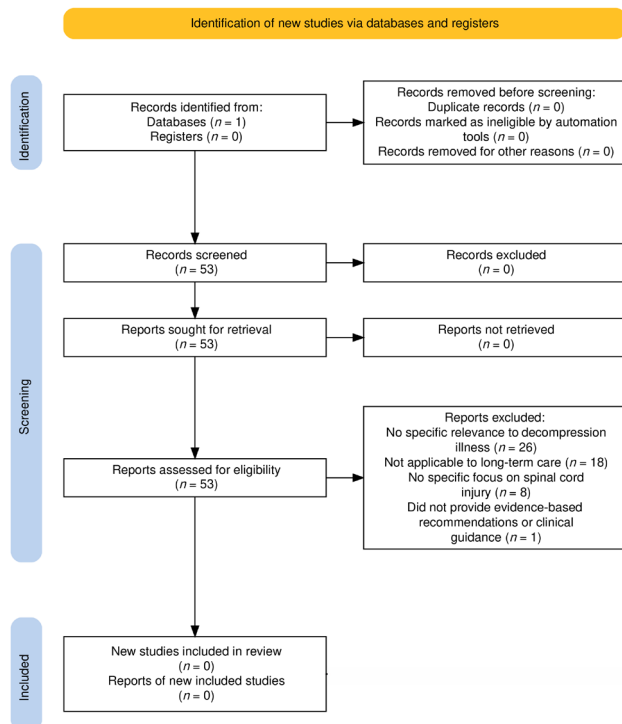 Identification of new studies via databases and registers
Identification
Records identified from:
Databases (n = 1)
Registers (n = 0)
Records removed before screening:
Duplicate records (n = 0)
Records marked as ineligible by automation
tools (n = 0)
Records removed for other reasons (n = 0)
Screening
Records screened
(n = 53)
Records excluded
(n = 0)
Reports sought for retrieval
(n = 53)
Reports not retrieved
(n = 0)
Reports assessed for eligibility
(n = 53)
Reports excluded:
No specific relevance to decompression
illness (n = 26)
Not applicable to long-term care (n = 18)
No specific focus on spinal cord
injury (n = 8)
Did not provide evidence-based
recommendations or clinical
guidance (n = 1)
Included
New studies included in review
(n = 0)
Reports of new included studies
(n = 0)